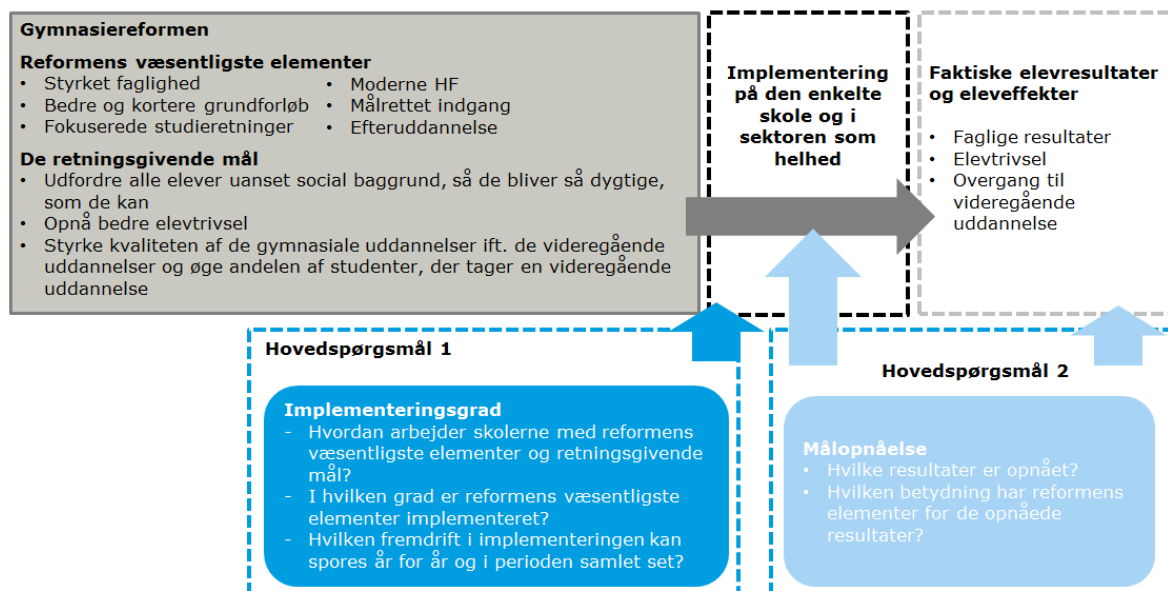 Gymnasiereformen
Reformens væsentligste elementer
• Styrket faglighed
• Bedre og kortere grundforløb
• Fokuserede studieretninger
• Moderne HF
• Målrettet indgang
• Efteruddannelse
De retningsgivende mål
• Udfordre alle elever uanset social baggrund, så de bliver så dygtige,
som de kan
• Opnå bedre elevtrivsel
• Styrke kvaliteten af de gymnasiale uddannelser ift. de videregående
uddannelser og øge andelen af studenter, der tager en videregående
uddannelse
Implementering
på den enkelte
skole og i
sektoren som
helhed
Faktiske elevresultater
og eleveffekter
• Faglige resultater
• Elevtrivsel
• Overgang til
videregående
uddannelse
Hovedspørgsmål 1
Implementeringsgrad
- Hvordan arbejder skolerne med reformens
væsentligste elementer og retningsgivende
mål?
- I hvilken grad er reformens væsentligste
elementer implementeret?
- Hvilken fremdrift i implementeringen kan
spores år for år og i perioden samlet set?
Hovedspørgsmål 2
Målopnåelse
• Hvilke resultater er opnået?
• Hvilken betydning har reformens
elementer for de opnåede
resultater?